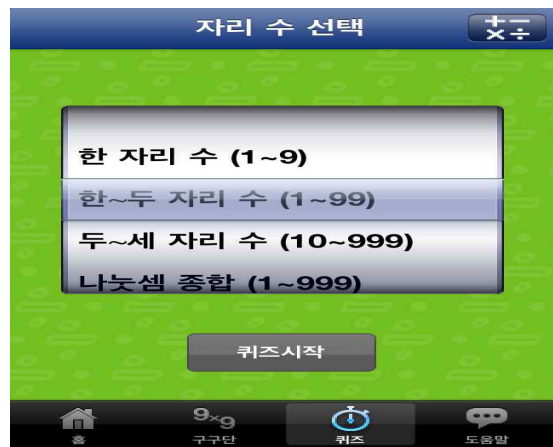 자리 수 선택
+−×÷
한 자리 수 (1~9)
한~두 자리 수 (1~99)
두~세 자리 수 (10~999)
나눗셈 종합 (1~999)
퀴즈시작
9×9
홈 구구단 퀴즈 도움말